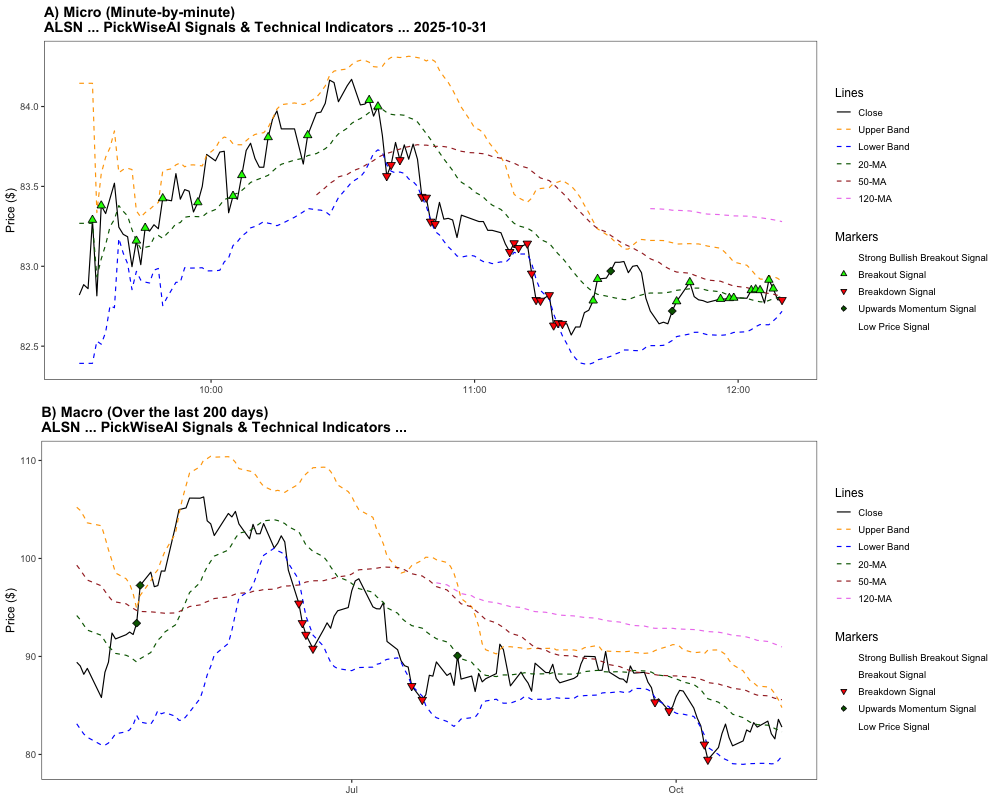 A) Micro (Minute-by-minute)
ALSN ... PickWiseAI Signals & Technical Indicators ... 2025-10-31
Price ($)
84.0
83.5
83.0
82.5
10:00
11:00
12:00
Lines
Close
Upper Band
Lower Band
20-MA
50-MA
120-MA
Markers
Strong Bullish Breakout Signal
Breakout Signal
Breakdown Signal
Upwards Momentum Signal
Low Price Signal
B) Macro (Over the last 200 days)
ALSN ... PickWiseAI Signals & Technical Indicators ...
Price ($)
110
100
90
80
Jul
Oct
Lines
Close
Upper Band
Lower Band
20-MA
50-MA
120-MA
Markers
Strong Bullish Breakout Signal
Breakout Signal
Breakdown Signal
Upwards Momentum Signal
Low Price Signal